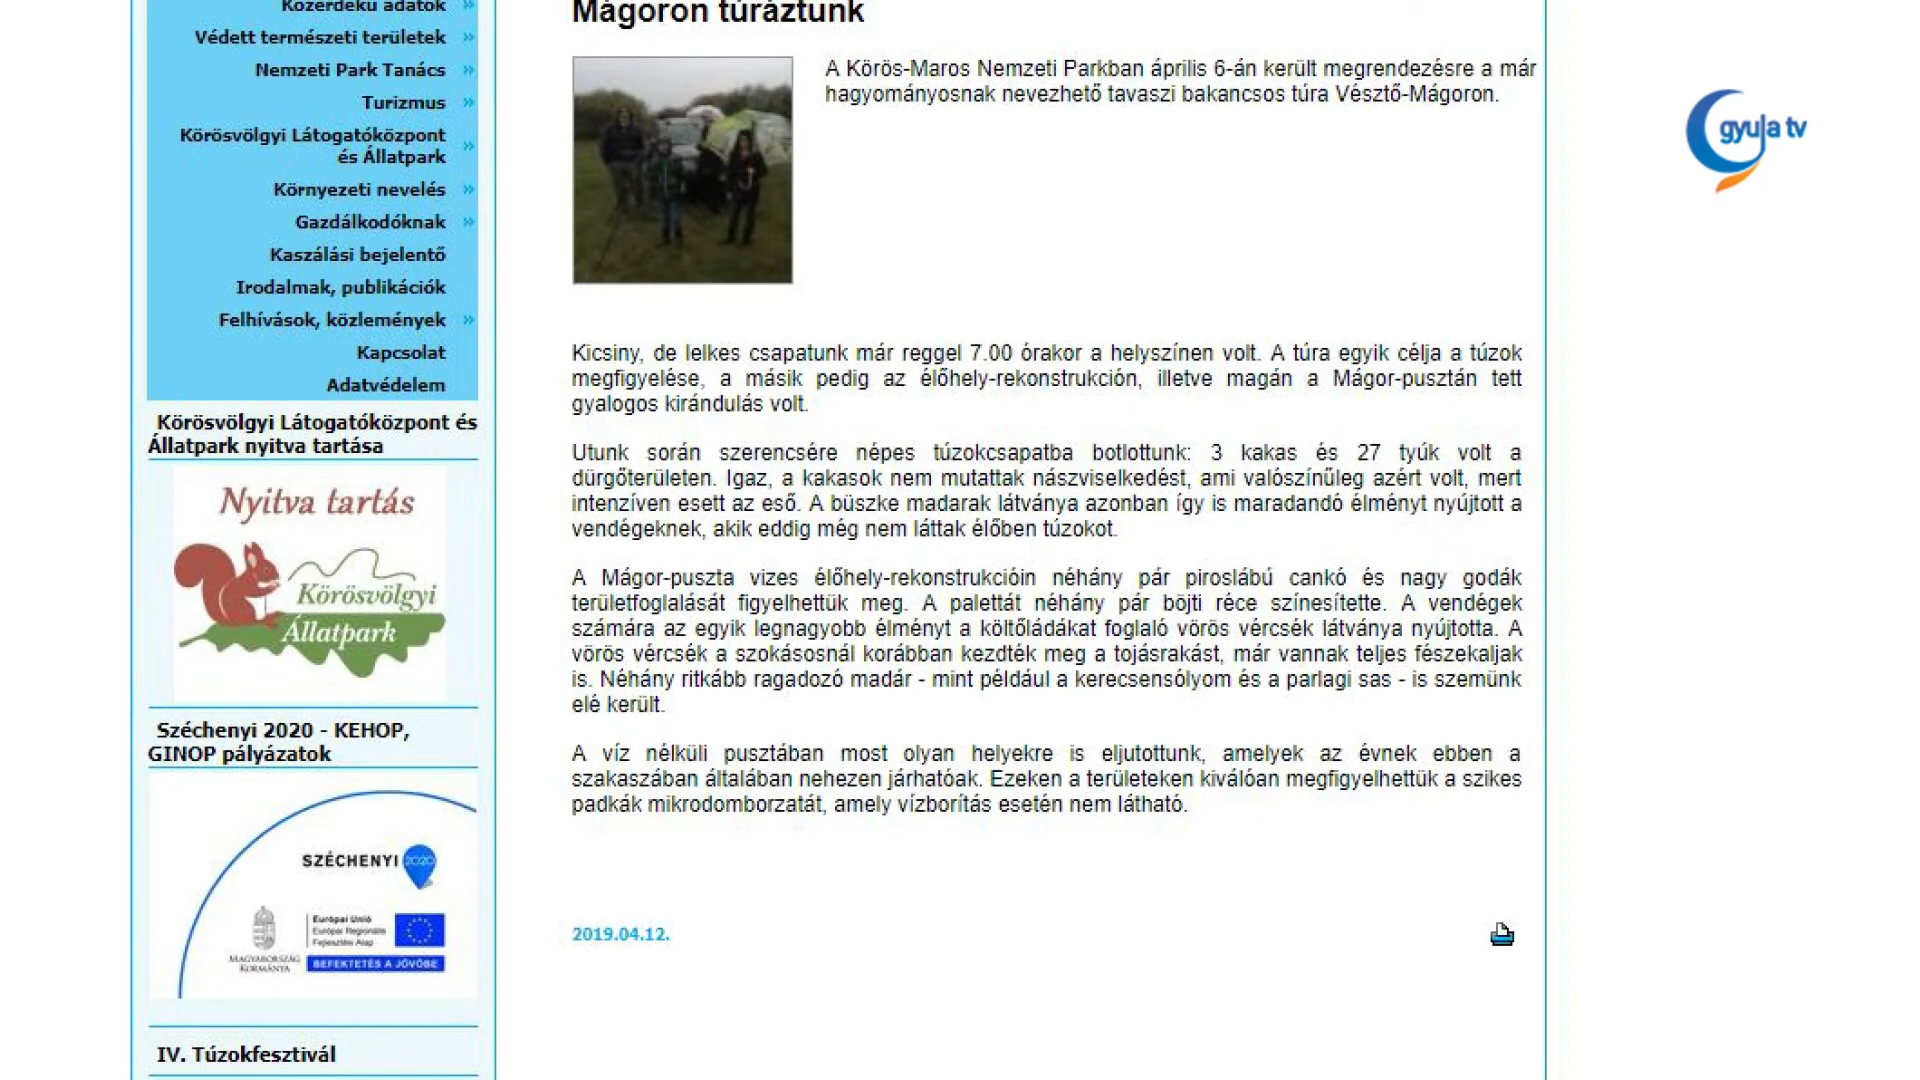 Közérdekű adatok »
Védett természeti területek »
Nemzeti Park Tanács »
Turizmus »
Körösvölgyi Látogatóközpont
és Állatpark »
Környezeti nevelés »
Gazdálkodóknak »
Kaszálási bejelentő
Irodalmak, publikációk
Felhívások, közlemények »
Kapcsolat
Adatvédelem
Körösvölgyi Látogatóközpont és
Állatpark nyitva tartása
Nyitva tartás
Körösvölgyi
Állatpark
Széchenyi 2020 - KEHOP,
GINOP pályázatok
SZÉCHENYI 2020
MAGYARORSZÁG
KORMÁNYA
Európai Unió
Európai Regionális
Fejlesztési Alap
BEFEKTETÉS A JÖVŐBE
IV. Túzokfesztivál
Mágoron túráztunk
A Körös-Maros Nemzeti Parkban április 6-án került megrendezésre a már
hagyományosnak nevezhető tavaszi bakancsos túra Vésztő-Mágoron.
Kicsiny, de lelkes csapatunk már reggel 7.00 órakor a helyszínen volt. A túra egyik célja a túzok
megfigyelése, a másik pedig az élőhely-rekonstrukción, illetve magán a Mágor-pusztán tett
gyalogos kirándulás volt.
Utunk során szerencsére népes túzokcsapatba botlottunk: 3 kakas és 27 tyúk volt a
dürgőterületen. Igaz, a kakasok nem mutattak nászviselkedést, ami valószínűleg azért volt, mert
intenzíven esett az eső. A büszke madarak látványa azonban így is maradandó élményt nyújtott a
vendégeknek, akik eddig még nem láttak élőben túzokot.
A Mágor-puszta vizes élőhely-rekonstrukcióin néhány pár piroslábú cankó és nagy godák
területfoglalását figyelhettük meg. A palettát néhány pár böjti réce színesítette. A vendégek
számára az egyik legnagyobb élményt a költőládákat foglaló vörös vércsék látványa nyújtotta. A
vörös vércsék a szokásosnál korábban kezdték meg a tojásrakást, már vannak teljes fészekaljak
is. Néhány ritkább ragadozó madár - mint például a kerecsensólyom és a parlagi sas - is szemünk
elé került.
A víz nélküli pusztában most olyan helyekre is eljutottunk, amelyek az évnek ebben a
szakaszában általában nehezen járhatóak. Ezeken a területeken kiválóan megfigyelhettük a szikes
padkák mikrodomborzatát, amely vízborítás esetén nem látható.
2019.04.12.
gyula tv